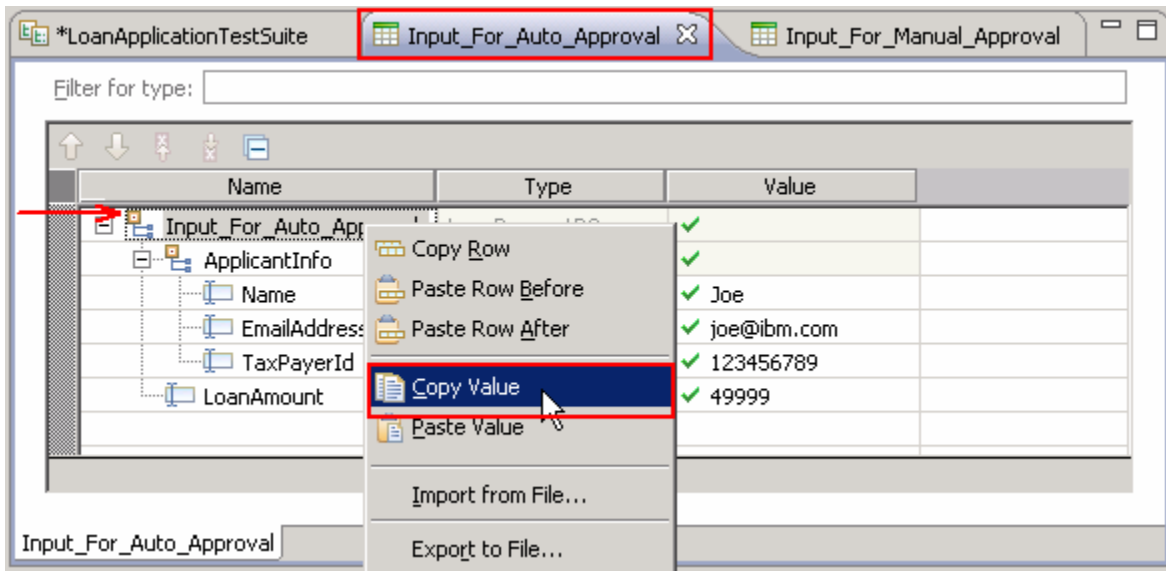 *LoanApplicationTestSuite Input_For_Auto_Approval Input_For_Manual_Approval
Filter for type:
Name Type Value
Input_For_Auto_App
ApplicantInfo
Name Joe
EmailAddress joe@ibm.com
TaxPayerId 123456789
LoanAmount 49999
Copy Row
Paste Row Before
Paste Row After
Copy Value
Paste Value
Import from File...
Export to File...
Input_For_Auto_Approval